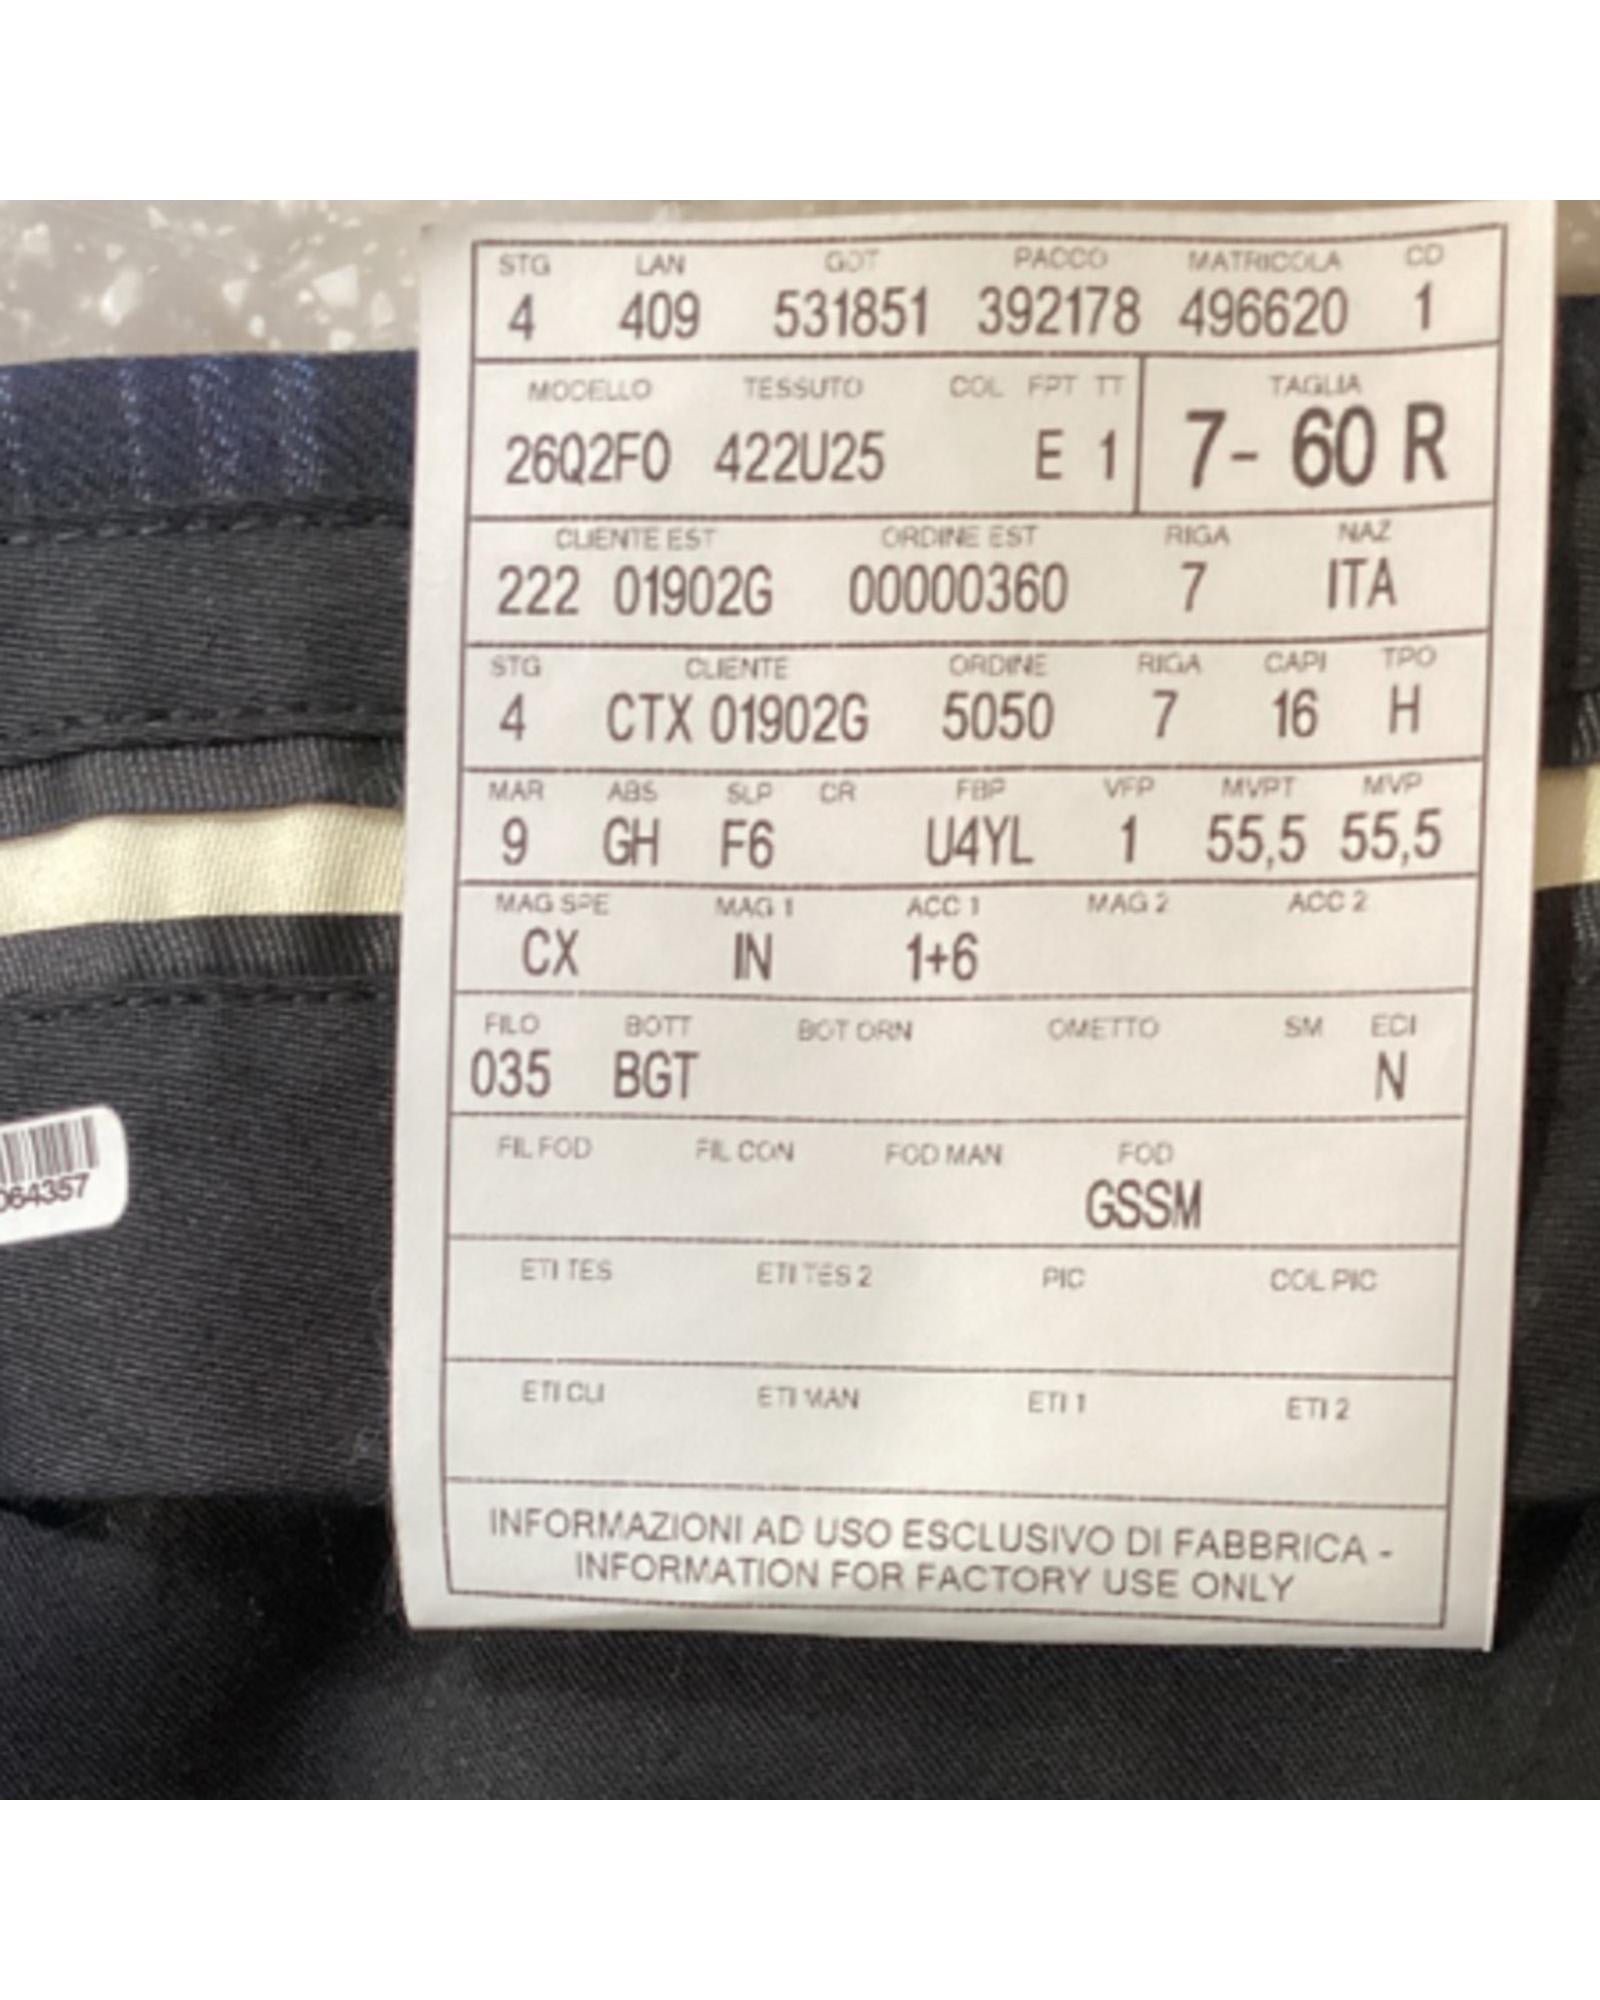 STG LAN GOT PACCO MATRICOLA CD
4 409 531851 392178 496620 1
MODELLO TESSUTO COL FPT TT TAGLIA
26Q2F0 422U25 E 1 7- 60 R
CLIENTE EST ORDINE EST RIGA NAZ
222 01902G 00000360 7 ITA
STG CLIENTE ORDINE RIGA CAPI TPO
4 CTX 01902G 5050 7 16 H
MAR ABS SLP CR FBP VFP MVPT MVP
9 GH F6 U4YL 1 55,5 55,5
MAG SPE MAG 1 ACC 1 MAG 2 ACC 2
CX IN 1+6
FILO BOTT BOT ORN OMETTO SM ECI
035 BGT N
FIL FOD FIL CON FOD MAN FOD
GSSM
ETI TES ETI TES 2 PIC COL PIC
ETI CLI ETI MAN ETI 1 ETI 2
INFORMAZIONI AD USO ESCLUSIVO DI FABBRICA -
INFORMATION FOR FACTORY USE ONLY
064357